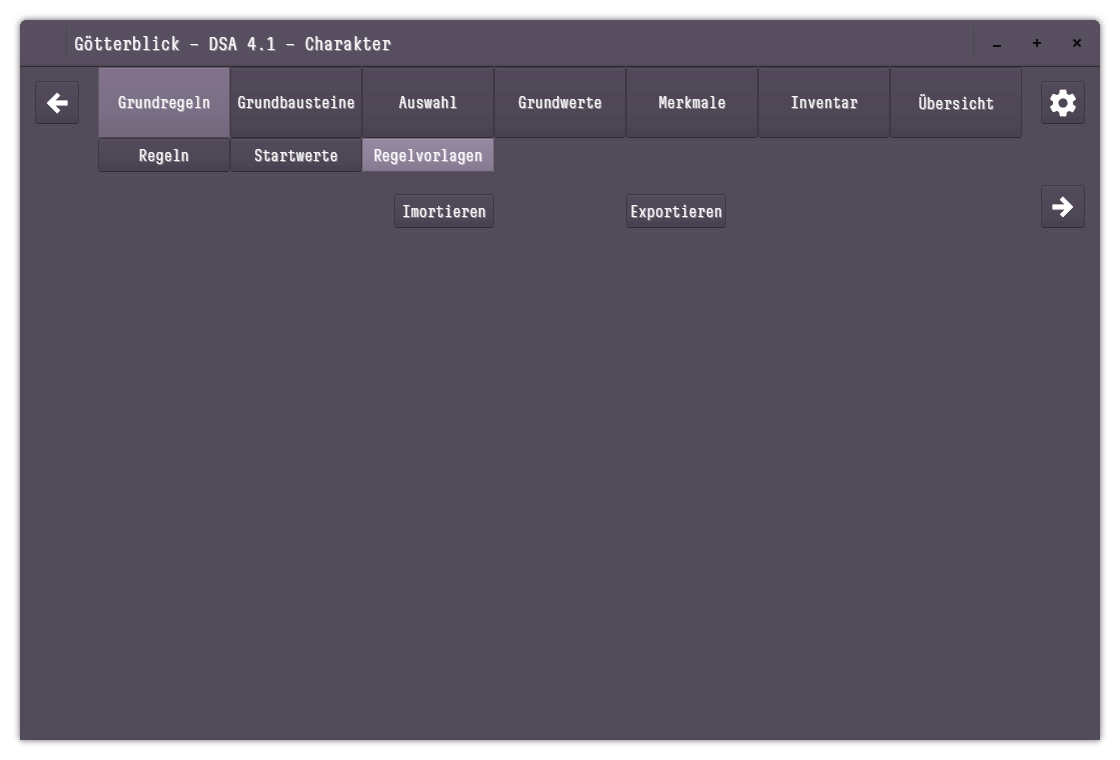 Götterblick - DSA 4.1 - Charakter
Grundregeln Grundbausteine Auswahl Grundwerte Merkmale Inventar Übersicht
Regeln Startwerte Regelvorlagen
Imortieren Exportieren